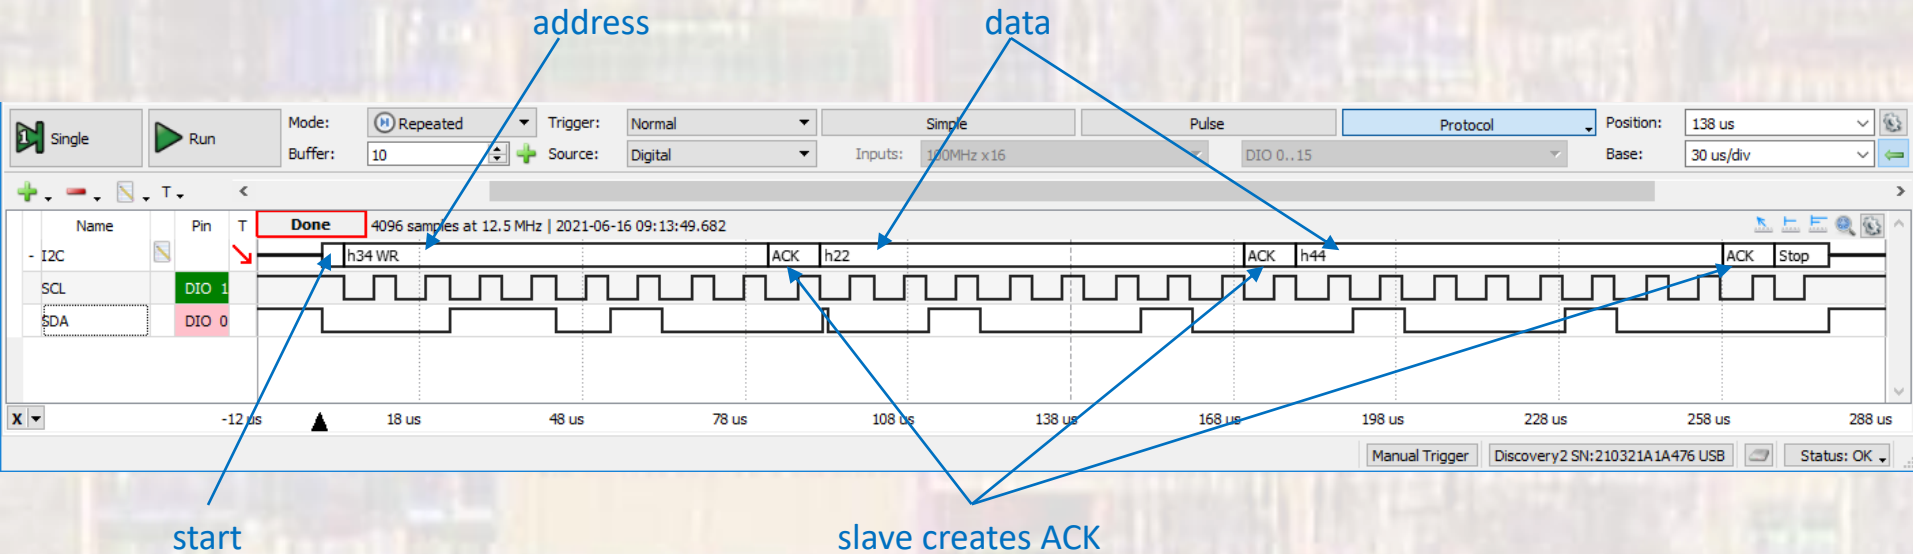 address data
Single Run Mode: Repeated Trigger: Normal Simple Pulse Protocol Position: 138 us
Buffer: 10 Source: Digital Inputs: 100MHz x16 DIO 0..15 Base: 30 us/div
T
Name Pin T Done 4096 samples at 12.5 MHz | 2021-06-16 09:13:49.682
- I2C h34 WR ACK h22 ACK h44 ACK Stop
SCL DIO 1
SDA DIO 0
X -12 us 18 us 48 us 78 us 108 us 138 us 168 us 198 us 228 us 258 us 288 us
Manual Trigger Discovery2 SN:210321A1A476 USB Status: OK
start slave creates ACK